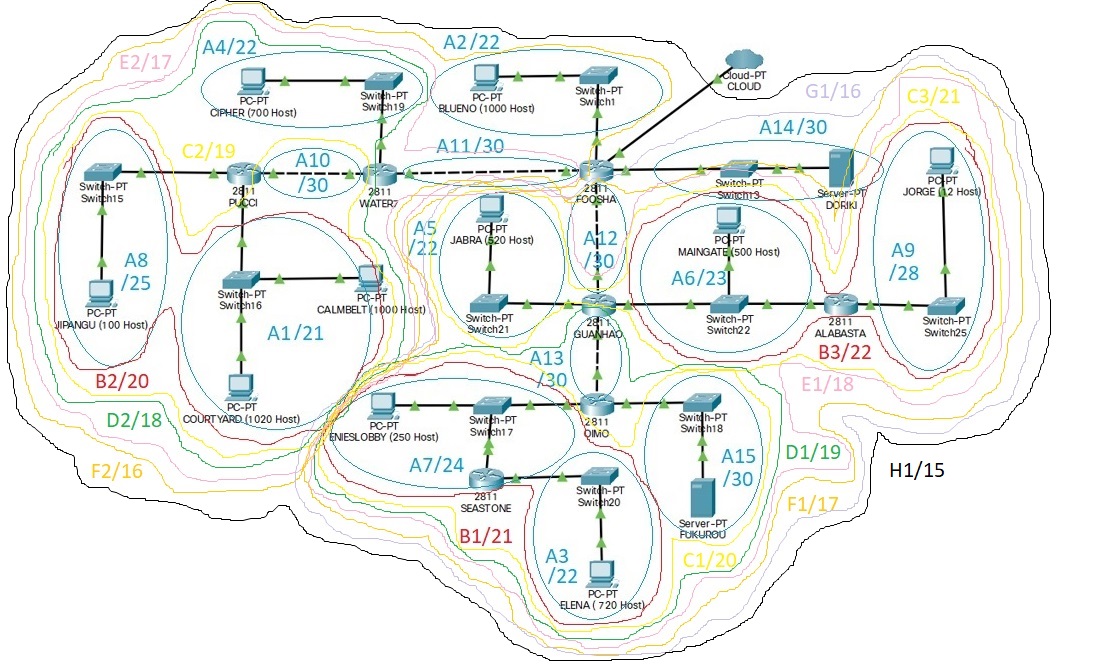 E2/17
A4/22
A2/22
PC-PT
CIPHER (700 Host)
Switch-PT
Switch19
PC-PT
BLUENO (1000 Host)
Switch-PT
Switch1
Cloud-PT
CLOUD
G1/16
C3/21
C2/19
A10
/30
A11/30
A14/30
Switch-PT
Switch15
2811
PUCCI
2811
WATER7
2811
FOOSHA
Switch-PT
Switch13
Server-PT
DORIKI
PC-PT
JORGE (12 Host)
A8
/25
PC-PT
JIPANGU (100 Host)
Switch-PT
Switch16
PC-PT
CALMBELT (1000 Host)
A1/21
A5
/22
PC-PT
JABRA (520 Host)
A12
/30
PC-PT
MAINGATE (500 Host)
A6/23
A9
/28
Switch-PT
Switch21
2811
GUANHAO
Switch-PT
Switch22
2811
ALABASTA
Switch-PT
Switch25
B2/20
PC-PT
COURTYARD (1020 Host)
A13
/30
B3/22
E1/18
D2/18
PC-PT
ENIESLOBBY (250 Host)
Switch-PT
Switch17
2811
OIMO
Switch-PT
Switch18
F2/16
A7/24
2811
SEASTONE
Switch-PT
Switch20
A15
/30
D1/19
H1/15
Server-PT
FUKUROU
F1/17
B1/21
A3
/22
C1/20
PC-PT
ELENA ( 720 Host)